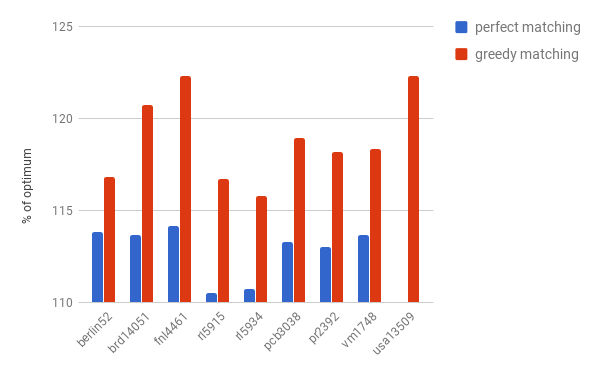 125
120
115
110
% of optimum
berlin52
brd14051
fnl4461
rl5915
rl5934
pcb3038
pr2392
vm1748
usa13509
perfect matching
greedy matching